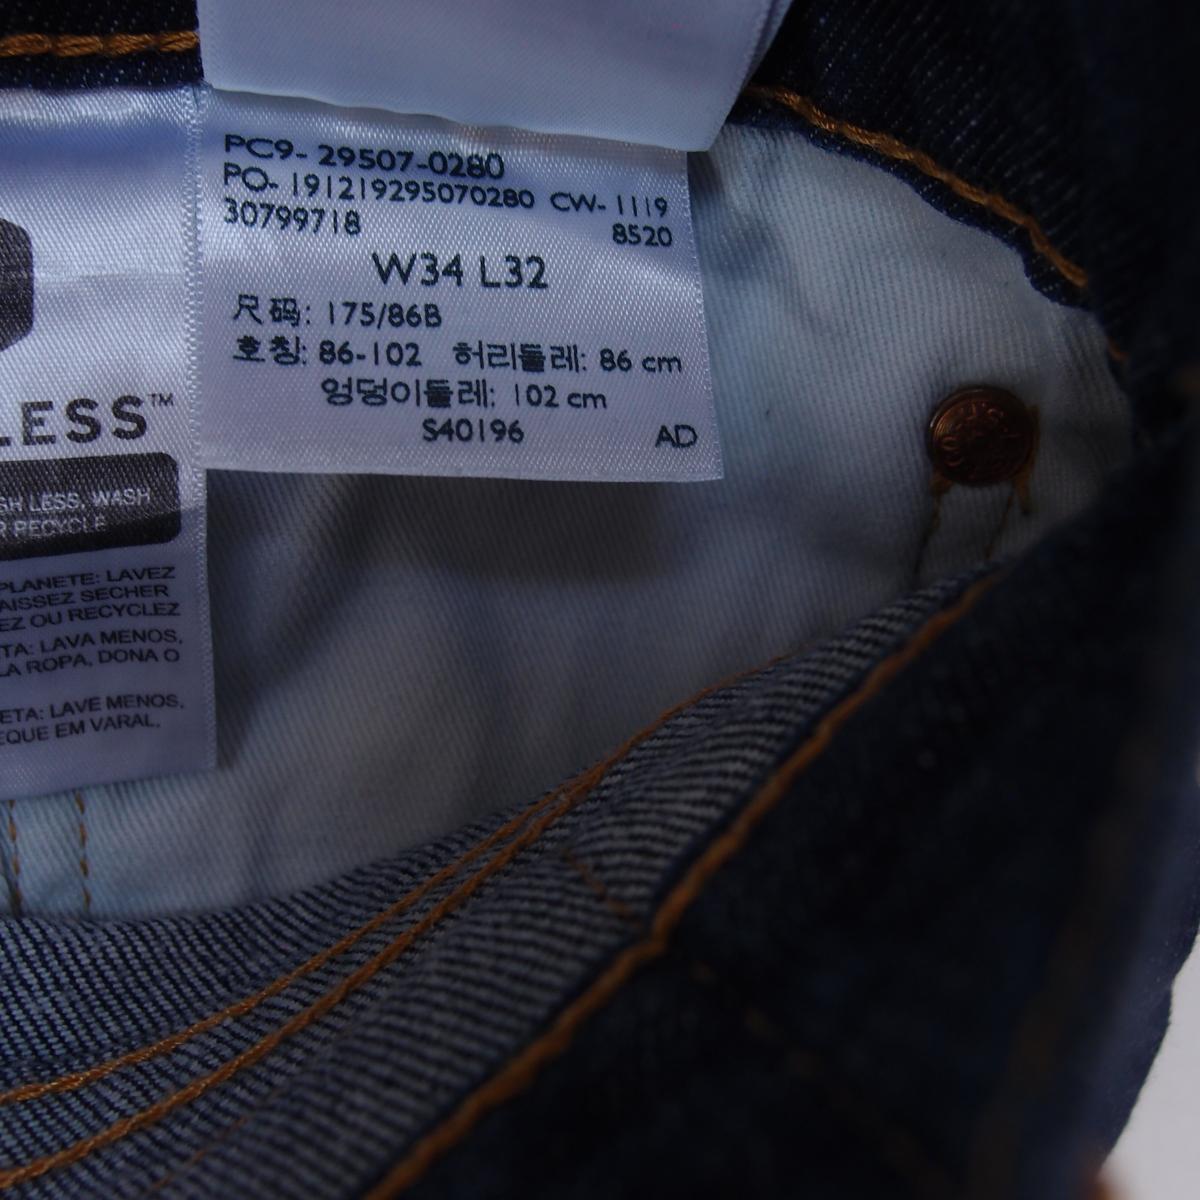 PC9- 29507-0280
PO- 191219295070280 CW- 1119
30799718 8520
W34 L32
尺码: 175/86B
호칭: 86-102 허리둘레: 86 cm
엉덩이둘레: 102 cm
S40196 AD
LESS™
SH LESS, WASH
R RECYCLE
PLANETE: LAVEZ
AISSEZ SECHER
EZ OU RECYCLEZ
TA: LAVA MENOS,
LA ROPA, DONA O
ETA: LAVE MENOS,
EQUE EM VARAL,